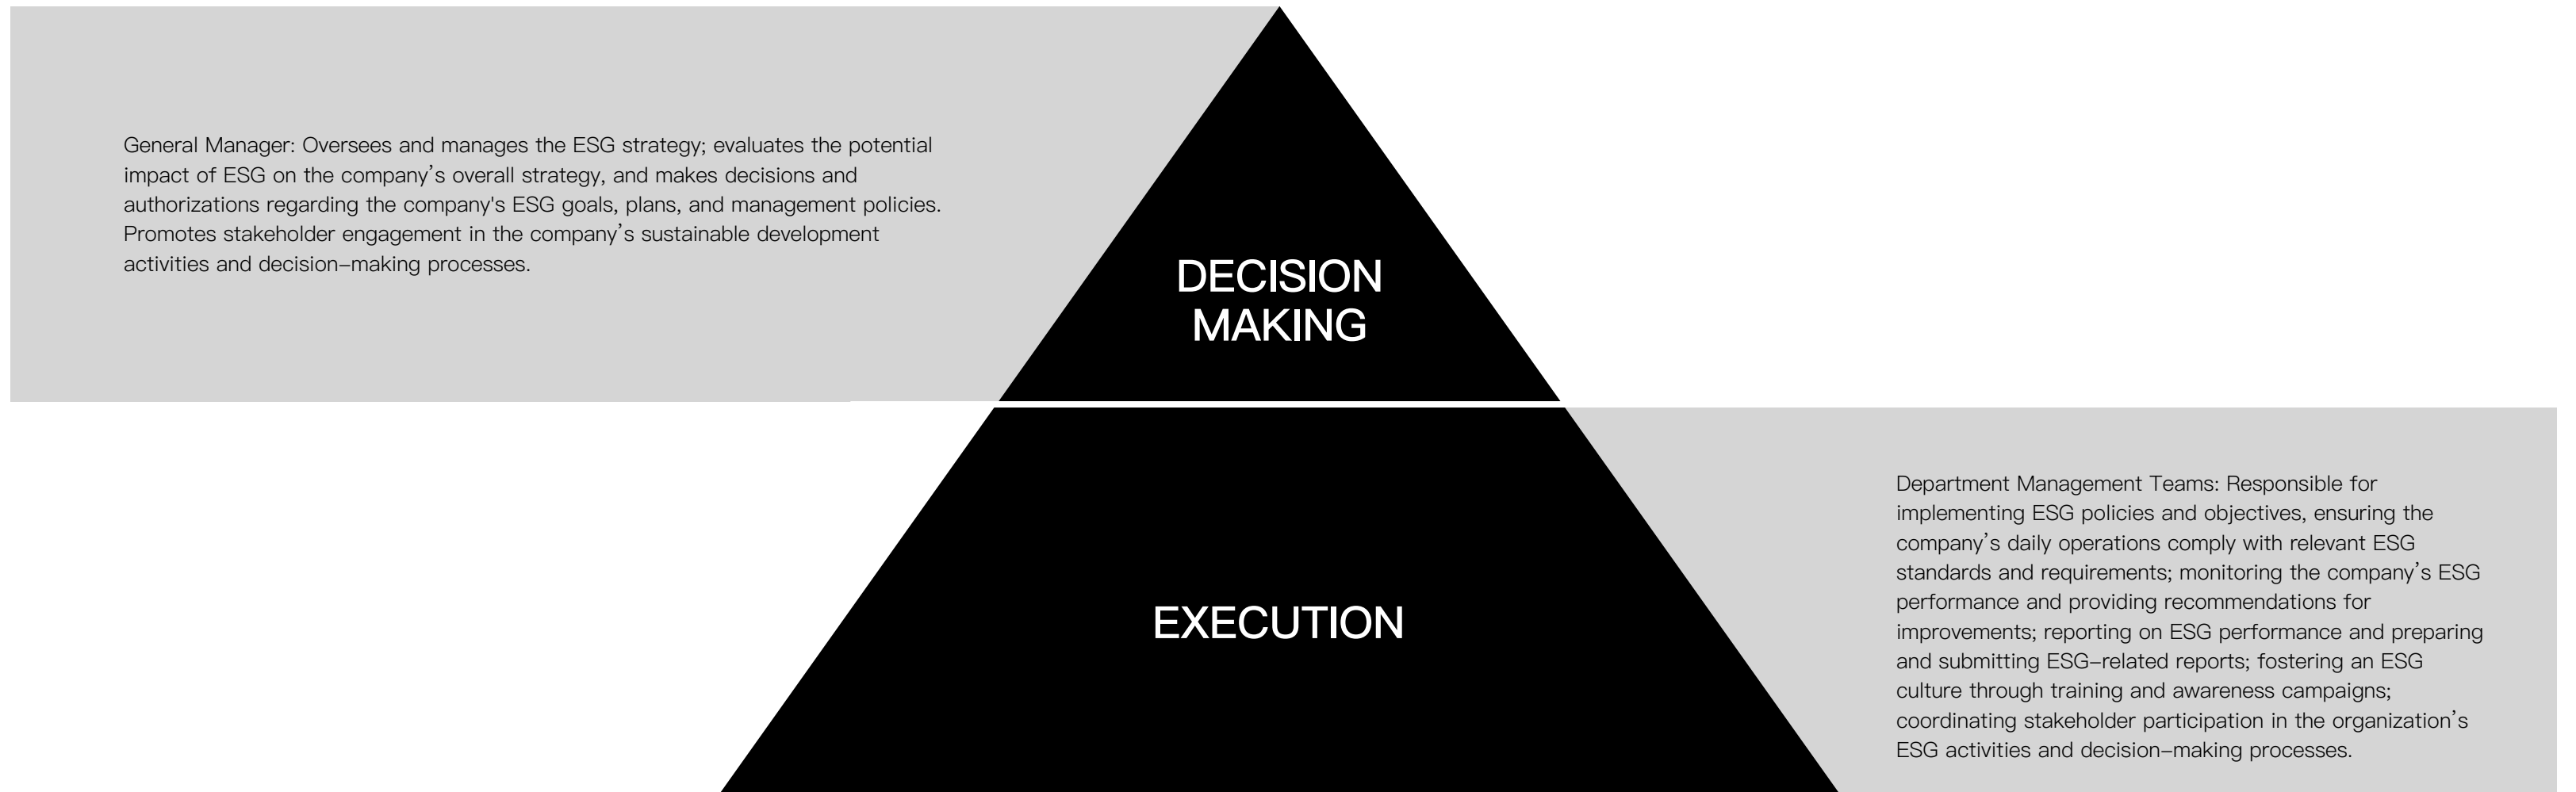 General Manager: Oversees and manages the ESG strategy; evaluates the potential
impact of ESG on the company’s overall strategy, and makes decisions and
authorizations regarding the company's ESG goals, plans, and management policies.
Promotes stakeholder engagement in the company’s sustainable development
activities and decision–making processes.
DECISION
MAKING
EXECUTION
Department Management Teams: Responsible for
implementing ESG policies and objectives, ensuring the
company’s daily operations comply with relevant ESG
standards and requirements; monitoring the company’s ESG
performance and providing recommendations for
improvements; reporting on ESG performance and preparing
and submitting ESG–related reports; fostering an ESG
culture through training and awareness campaigns;
coordinating stakeholder participation in the organization’s
ESG activities and decision–making processes.